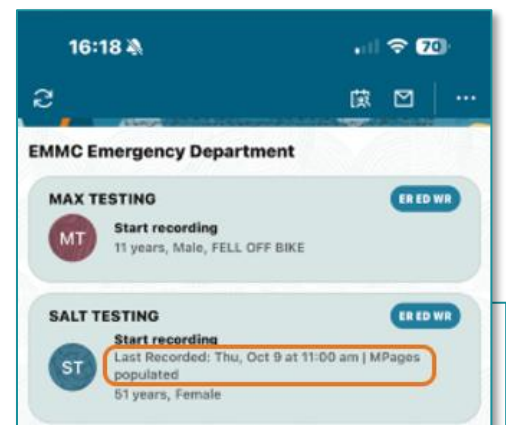 16:18
70
EMMC Emergency Department
MAX TESTING
ER ED WR
MT
Start recording
11 years, Male, FELL OFF BIKE
SALT TESTING
ER ED WR
ST
Start recording
Last Recorded: Thu, Oct 9 at 11:00 am | MPages
populated
51 years, Female